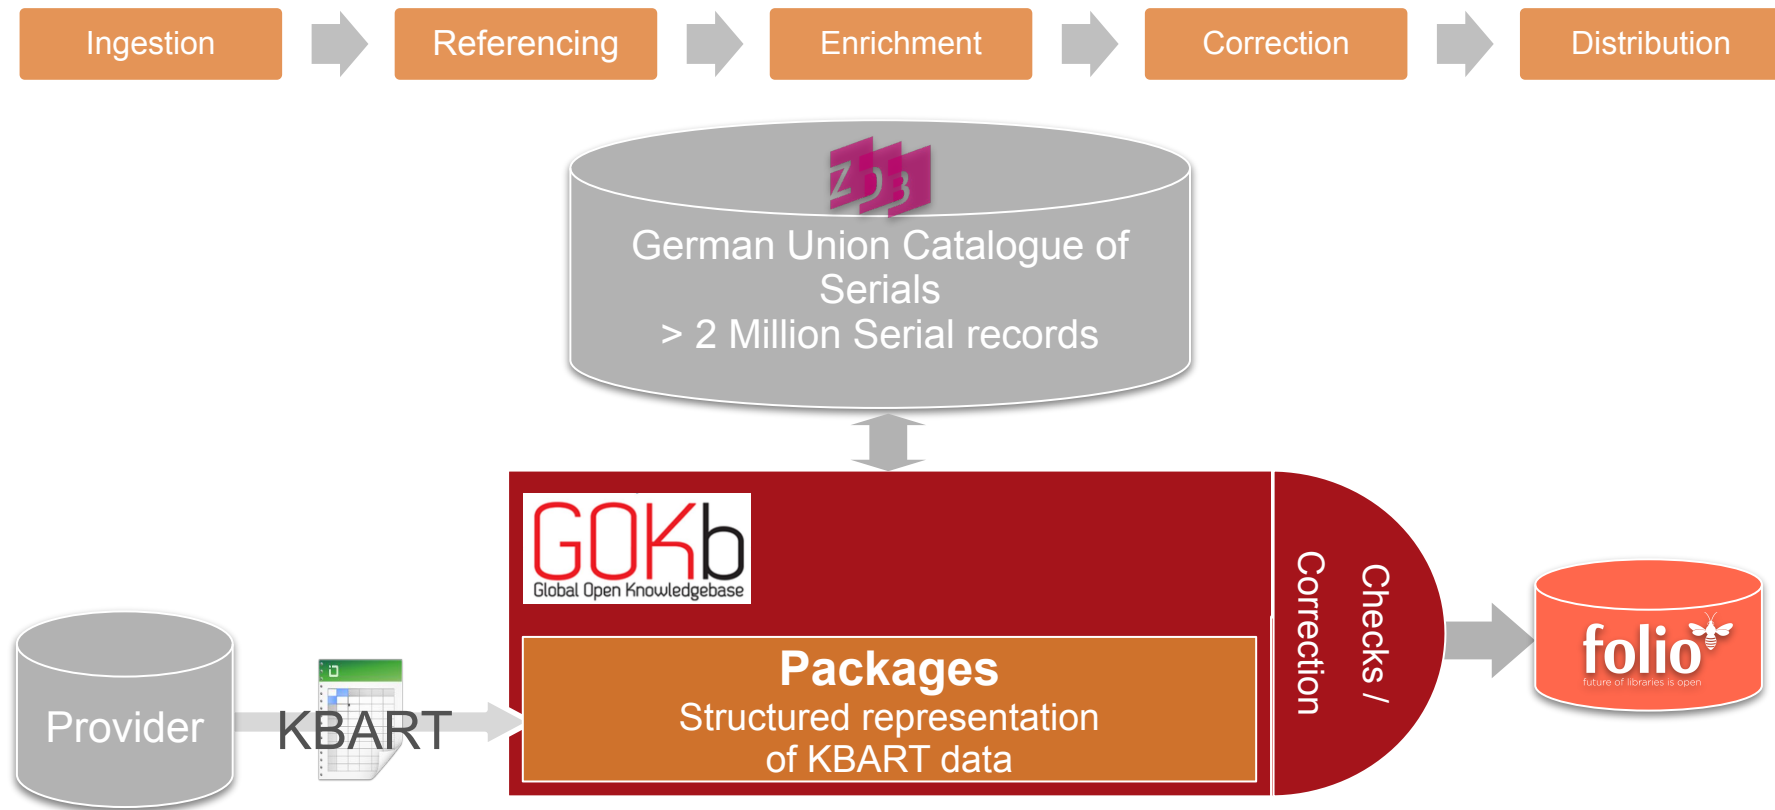 Ingestion
Referencing
Enrichment
Correction
Distribution
ZDB
German Union Catalogue of
Serials
> 2 Million Serial records
GOKb
Global Open Knowledgebase
Checks /
Correction
Provider
KBART
Packages
Structured representation
of KBART data
folio
future of libraries is open